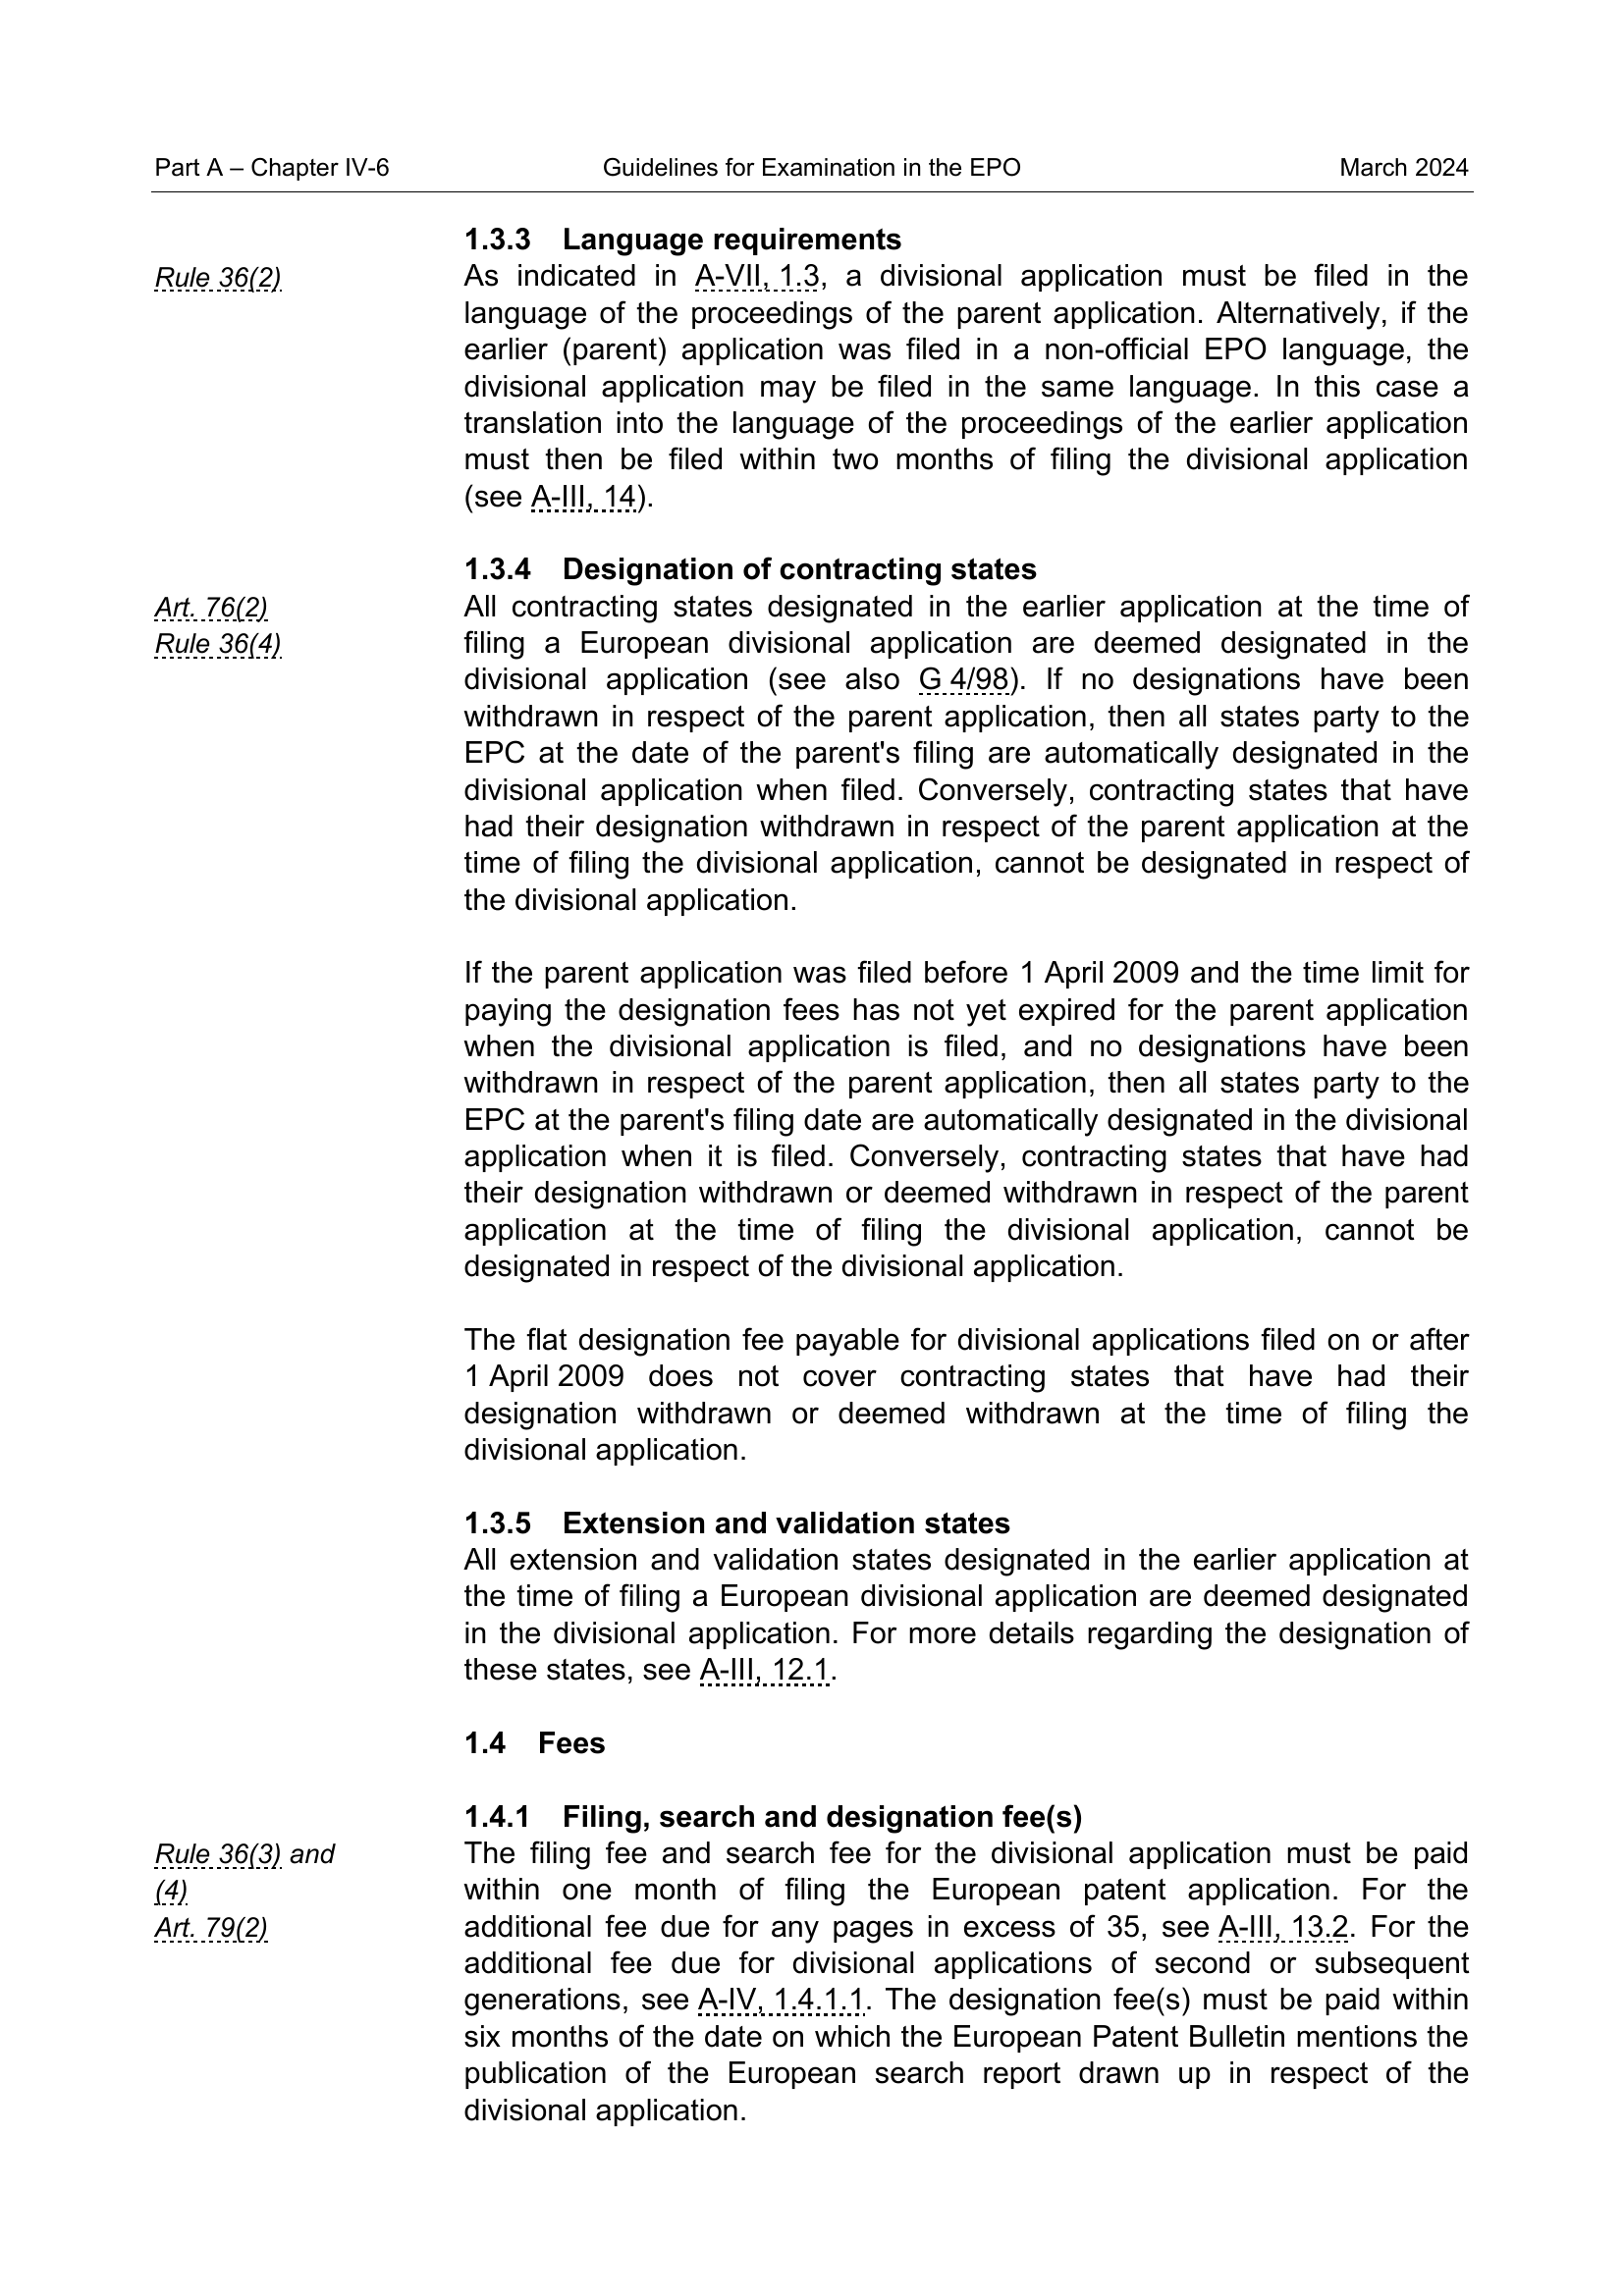 Part A – Chapter IV-6 Guidelines for Examination in the EPO March 2024
1.3.3 Language requirements
Rule 36(2)
As indicated in A-VII, 1.3, a divisional application must be filed in the
language of the proceedings of the parent application. Alternatively, if the
earlier (parent) application was filed in a non-official EPO language, the
divisional application may be filed in the same language. In this case a
translation into the language of the proceedings of the earlier application
must then be filed within two months of filing the divisional application
(see A-III, 14).
1.3.4 Designation of contracting states
Art. 76(2)
Rule 36(4)
All contracting states designated in the earlier application at the time of
filing a European divisional application are deemed designated in the
divisional application (see also G 4/98). If no designations have been
withdrawn in respect of the parent application, then all states party to the
EPC at the date of the parent's filing are automatically designated in the
divisional application when filed. Conversely, contracting states that have
had their designation withdrawn in respect of the parent application at the
time of filing the divisional application, cannot be designated in respect of
the divisional application.
If the parent application was filed before 1 April 2009 and the time limit for
paying the designation fees has not yet expired for the parent application
when the divisional application is filed, and no designations have been
withdrawn in respect of the parent application, then all states party to the
EPC at the parent's filing date are automatically designated in the divisional
application when it is filed. Conversely, contracting states that have had
their designation withdrawn or deemed withdrawn in respect of the parent
application at the time of filing the divisional application, cannot be
designated in respect of the divisional application.
The flat designation fee payable for divisional applications filed on or after
1 April 2009 does not cover contracting states that have had their
designation withdrawn or deemed withdrawn at the time of filing the
divisional application.
1.3.5 Extension and validation states
All extension and validation states designated in the earlier application at
the time of filing a European divisional application are deemed designated
in the divisional application. For more details regarding the designation of
these states, see A-III, 12.1.
1.4 Fees
1.4.1 Filing, search and designation fee(s)
Rule 36(3) and
(4)
Art. 79(2)
The filing fee and search fee for the divisional application must be paid
within one month of filing the European patent application. For the
additional fee due for any pages in excess of 35, see A-III, 13.2. For the
additional fee due for divisional applications of second or subsequent
generations, see A-IV, 1.4.1.1. The designation fee(s) must be paid within
six months of the date on which the European Patent Bulletin mentions the
publication of the European search report drawn up in respect of the
divisional application.